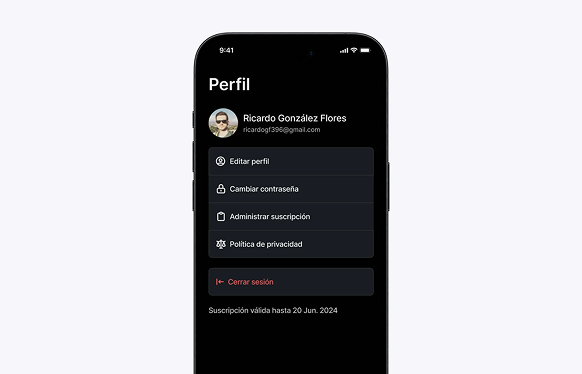 9:41
Perfil
Ricardo González Flores
ricardogf396@gmail.com
Editar perfil
Cambiar contraseña
Administrar suscripción
Política de privacidad
Cerrar sesión
Suscripción válida hasta 20 Jun. 2024